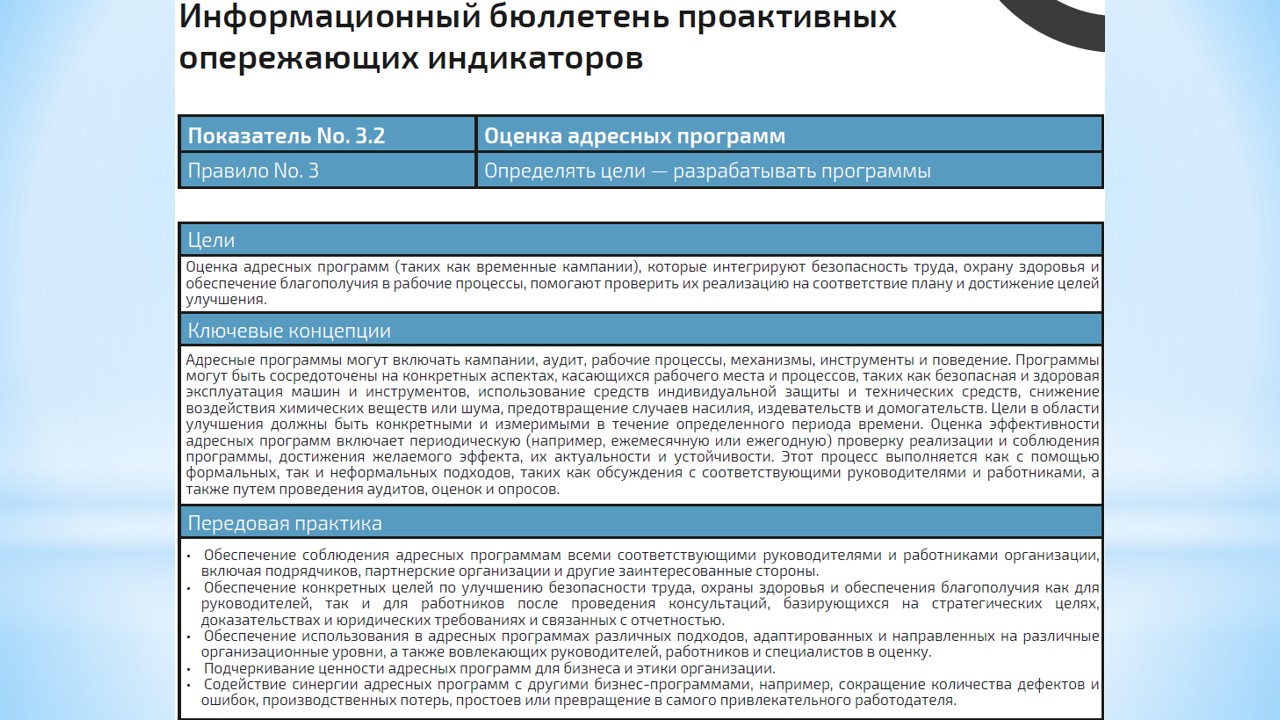 Информационный бюллетень проактивных
опережающих индикаторов
Показатель No. 3.2
Оценка адресных программ
Правило No. 3
Определять цели — разрабатывать программы
Цели
Оценка адресных программ (таких как временные кампании), которые интегрируют безопасность труда, охрану здоровья и
обеспечение благополучия в рабочие процессы, помогают проверить их реализацию на соответствие плану и достижение целей
улучшения.
Ключевые концепции
Адресные программы могут включать кампании, аудит, рабочие процессы, механизмы, инструменты и поведение. Программы
могут быть сосредоточены на конкретных аспектах, касающихся рабочего места и процессов, таких как безопасная и здоровая
эксплуатация машин и инструментов, использование средств индивидуальной защиты и технических средств, снижение
воздействия химических веществ или шума, предотвращение случаев насилия, издевательств и домогательств. Цели в области
улучшения должны быть конкретными и измеримыми в течение определенного периода времени. Оценка эффективности
адресных программ включает периодическую (например, ежемесячную или ежегодную) проверку реализации и соблюдения
программы, достижения желаемого эффекта, их актуальности и устойчивости. Этот процесс выполняется как с помощью
формальных, так и неформальных подходов, таких как обсуждения с соответствующими руководителями и работниками, а
также путем проведения аудитов, оценок и опросов.
Передовая практика
• Обеспечение соблюдения адресных программам всеми соответствующими руководителями и работниками организации,
включая подрядчиков, партнерские организации и другие заинтересованные стороны.
• Обеспечение конкретных целей по улучшению безопасности труда, охраны здоровья и обеспечения благополучия как для
руководителей, так и для работников после проведения консультаций, базирующихся на стратегических целях,
доказательствах и юридических требованиях и связанных с отчетностью.
• Обеспечение использования в адресных программах различных подходов, адаптированных и направленных на различные
организационные уровни, а также вовлекающих руководителей, работников и специалистов в оценку.
• Подчеркивание ценности адресных программ для бизнеса и этики организации.
• Содействие синергии адресных программ с другими бизнес-программами, например, сокращение количества дефектов и
ошибок, производственных потерь, простоев или превращение в самого привлекательного работодателя.